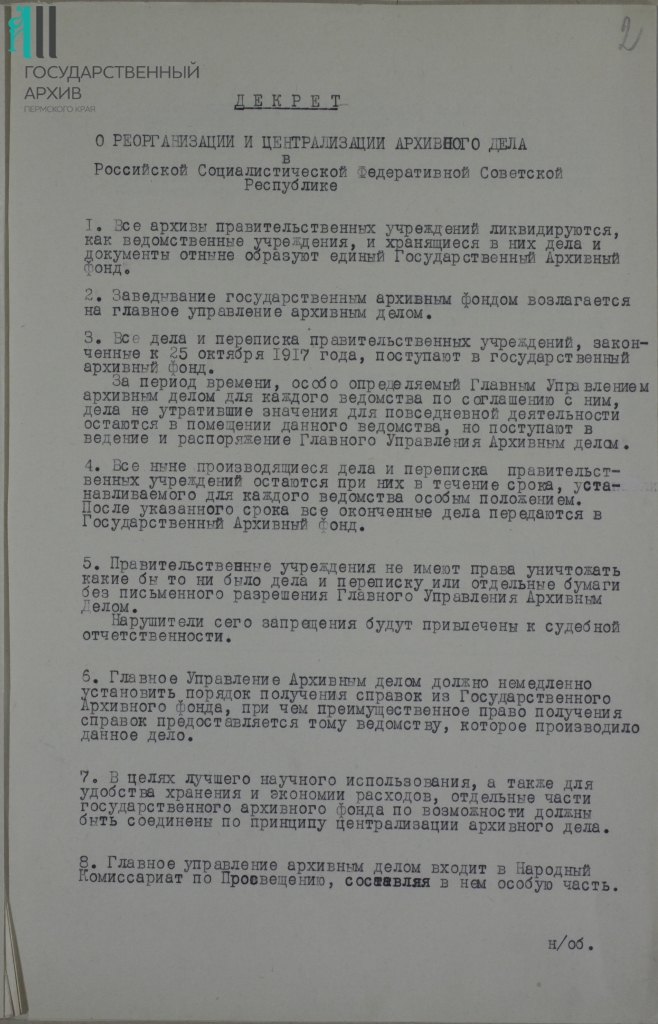 2
ГОСУДАРСТВЕННЫЙ
АРХИВ
ПЕРМСКОГО КРАЯ
ДЕКРЕТ
О РЕОРГАНИЗАЦИИ И ЦЕНТРАЛИЗАЦИИ АРХИВНОГО ДЕЛА
в
Российской Социалистической Федеративной Советской
Республике
1. Все архивы правительственных учреждений ликвидируются,
как ведомственные учреждения, и хранящиеся в них дела и
документы отныне образуют единый Государственный Архивный
фонд.
2. Заведывание государственным архивным фондом возлагается
на главное управление архивным делом.
3. Все дела и переписка правительственных учреждений, закон-
ченные к 25 октября 1917 года, поступают в государственный
архивный фонд.
За период времени, особо определяемый Главным Управлением
архивным делом для каждого ведомства по соглашению с ним,
дела не утратившие значения для повседневной деятельности
остаются в помещении данного ведомства, но поступают в
ведение и распоряжение Главного Управления Архивным делом.
4. Все ныне производящиеся дела и переписка правительст-
венных учреждений остаются при них в течение срока, уста-
навливаемого для каждого ведомства особым положением.
После указанного срока все оконченные дела передаются в
Государственный Архивный фонд.
5. Правительственные учреждения не имеют права уничтожать
какие бы то ни было дела и переписку или отдельные бумаги
без письменного разрешения Главного Управления Архивным
Делом.
Нарушители сего запрещения будут привлечены к судебной
отчетственности.
6. Главное Управление Архивным делом должно немедленно
установить порядок получения справок из Государственного
Архивного фонда, при чем преимущественное право получения
справок предоставляется тому ведомству, которое производило
данное дело.
7. В целях лучшего научного использования, а также для
удобства хранения и экономии расходов, отдельные части
государственного архивного фонда по возможности должны
быть соединены по принципу централизации архивного дела.
8. Главное управление архивным делом входит в Народный
Комиссариат по Просвещению, составляя в нем особую часть.
н/об.